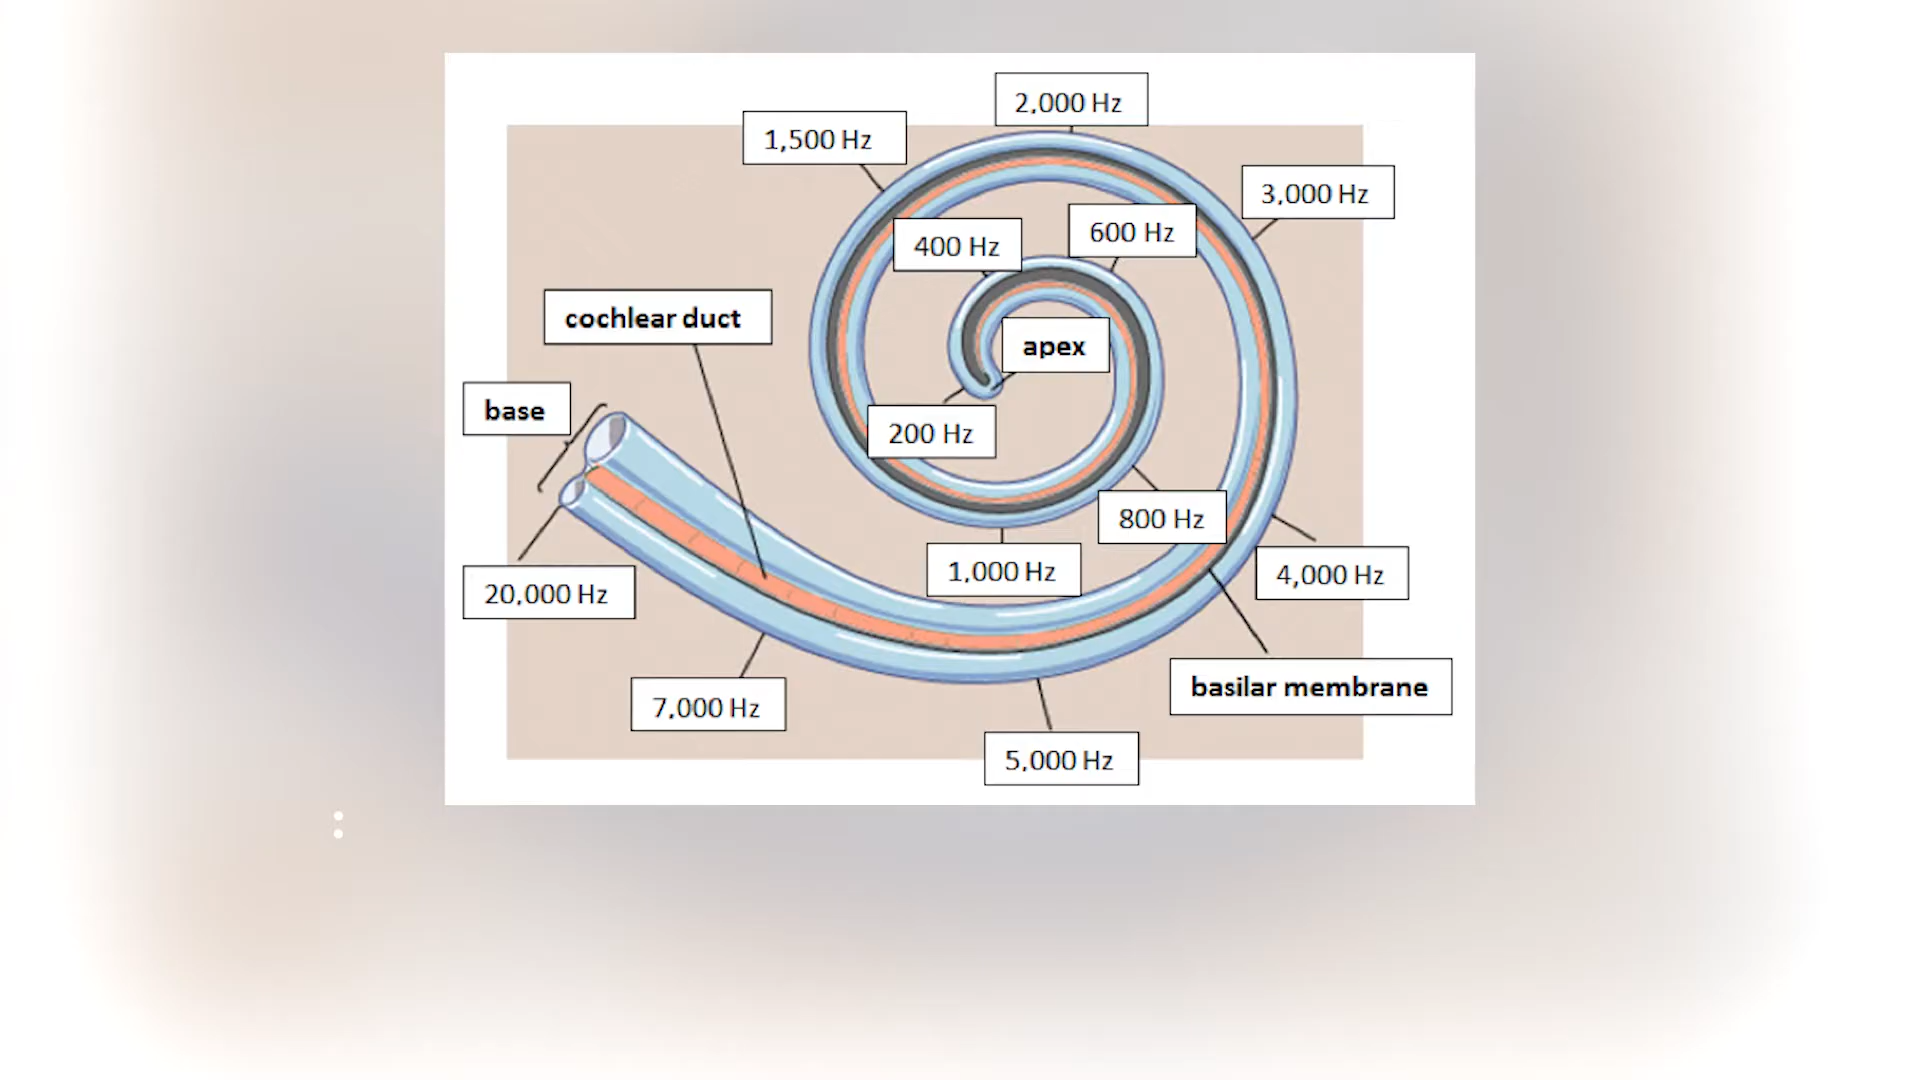 2,000 Hz
1,500 Hz
3,000 Hz
600 Hz
400 Hz
cochlear duct
apex
base
200 Hz
800 Hz
1,000 Hz
4,000 Hz
20,000 Hz
basilar membrane
7,000 Hz
5,000 Hz
: